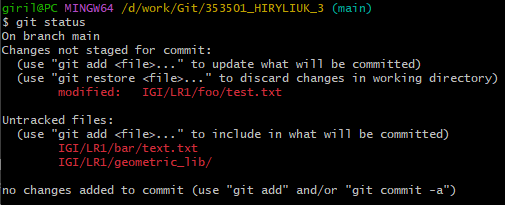 giril@PC MINGW64 /d/work/Git/353501_HIRYLIUK_3 (main)
$ git status
On branch main
Changes not staged for commit:
  (use "git add <file>..." to update what will be committed)
  (use "git restore <file>..." to discard changes in working directory)
        modified:   IGI/LR1/foo/test.txt

Untracked files:
  (use "git add <file>..." to include in what will be committed)
        IGI/LR1/bar/text.txt
        IGI/LR1/geometric_lib/

no changes added to commit (use "git add" and/or "git commit -a")